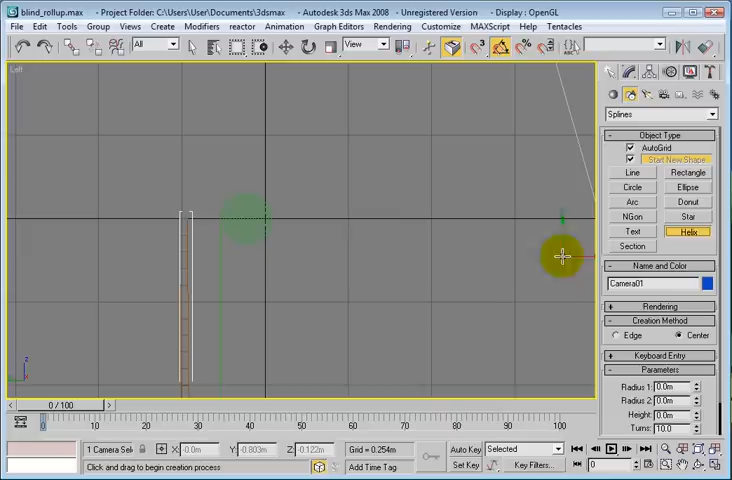 blind_rollup.max - Project Folder: C:\Users\User\Documents\3dsmax - Autodesk 3ds Max 2008 - Unregistered Version - Display : OpenGL
File Edit Tools Group Views Create Modifiers reactor Animation Graph Editors Rendering Customize MAXScript Help Tentacles
All View
Left
Splines
Object Type
AutoGrid
Start New Shape
Line Rectangle
Circle Ellipse
Arc Donut
NGon Star
Text Helix
Section
Name and Color
Camera01
Rendering
Creation Method
Edge Center
Keyboard Entry
Parameters
Radius 1: 0.0m
Radius 2: 0.0m
Height: 0.0m
Turns: 10.0
z
0 / 100
0 10 20 30 40 50 60 70 80 90 100
1 Camera Sel X: -0.0m Y: -0.803m Z: -0.122m Grid = 0.254m Auto Key Selected
Click and drag to begin creation process Add Time Tag Set Key Key Filters... 0